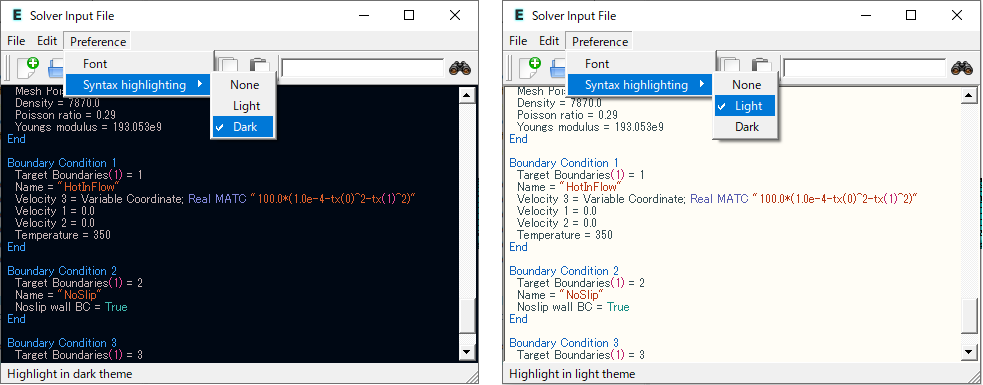 E Solver Input File
File Edit Preference
Font
Syntax highlighting
None
Light
Dark
Mesh Poi
Density = 7870.0
Poisson ratio = 0.29
Youngs modulus = 193.053e9
End
Boundary Condition 1
Target Boundaries(1) = 1
Name = "HotInFlow"
Velocity 3 = Variable Coordinate; Real MATC "100.0*(1.0e-4-tx(0)^2-tx(1)^2)"
Velocity 1 = 0.0
Velocity 2 = 0.0
Temperature = 350
End
Boundary Condition 2
Target Boundaries(1) = 2
Name = "NoSlip"
Noslip wall BC = True
End
Boundary Condition 3
Target Boundaries(1) = 3
Highlight in dark theme
E Solver Input File
File Edit Preference
Font
Syntax highlighting
None
Light
Dark
Mesh Poi
Density = 7870.0
Poisson ratio = 0.29
Youngs modulus = 193.053e9
End
Boundary Condition 1
Target Boundaries(1) = 1
Name = "HotInFlow"
Velocity 3 = Variable Coordinate; Real MATC "100.0*(1.0e-4-tx(0)^2-tx(1)^2)"
Velocity 1 = 0.0
Velocity 2 = 0.0
Temperature = 350
End
Boundary Condition 2
Target Boundaries(1) = 2
Name = "NoSlip"
Noslip wall BC = True
End
Boundary Condition 3
Target Boundaries(1) = 3
Highlight in light theme